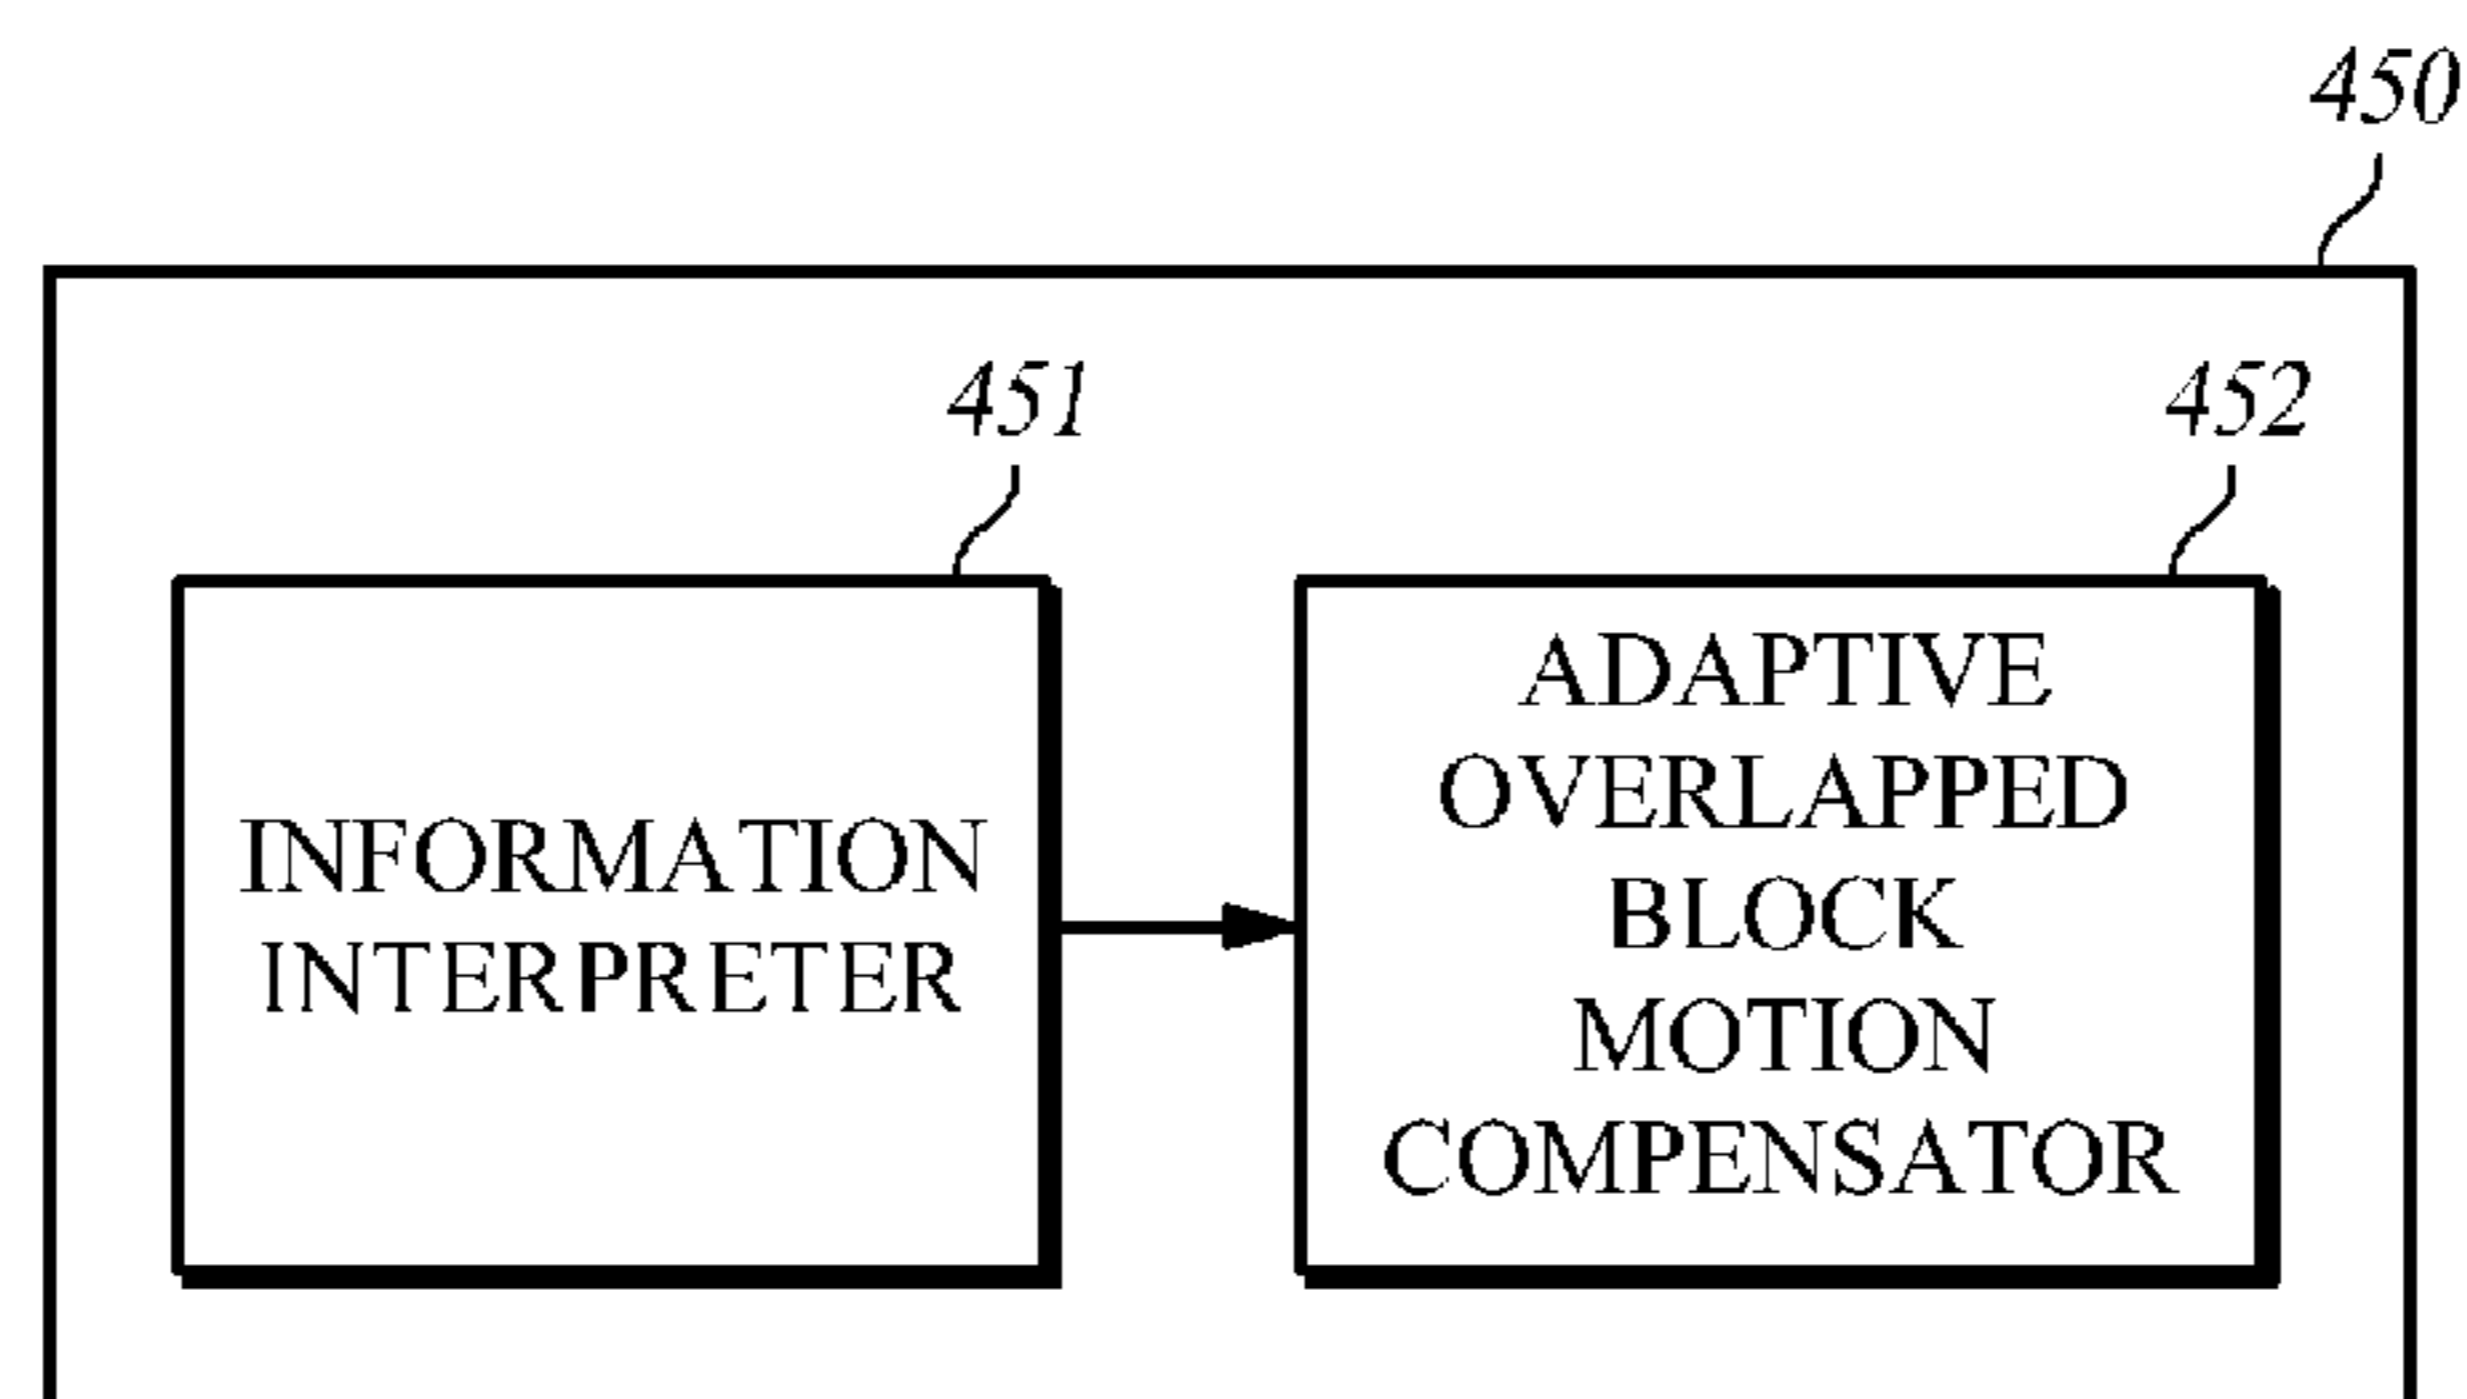 450
451
452
INFORMATION
INTERPRETER
ADAPTIVE
OVERLAPPED
BLOCK
MOTION
COMPENSATOR